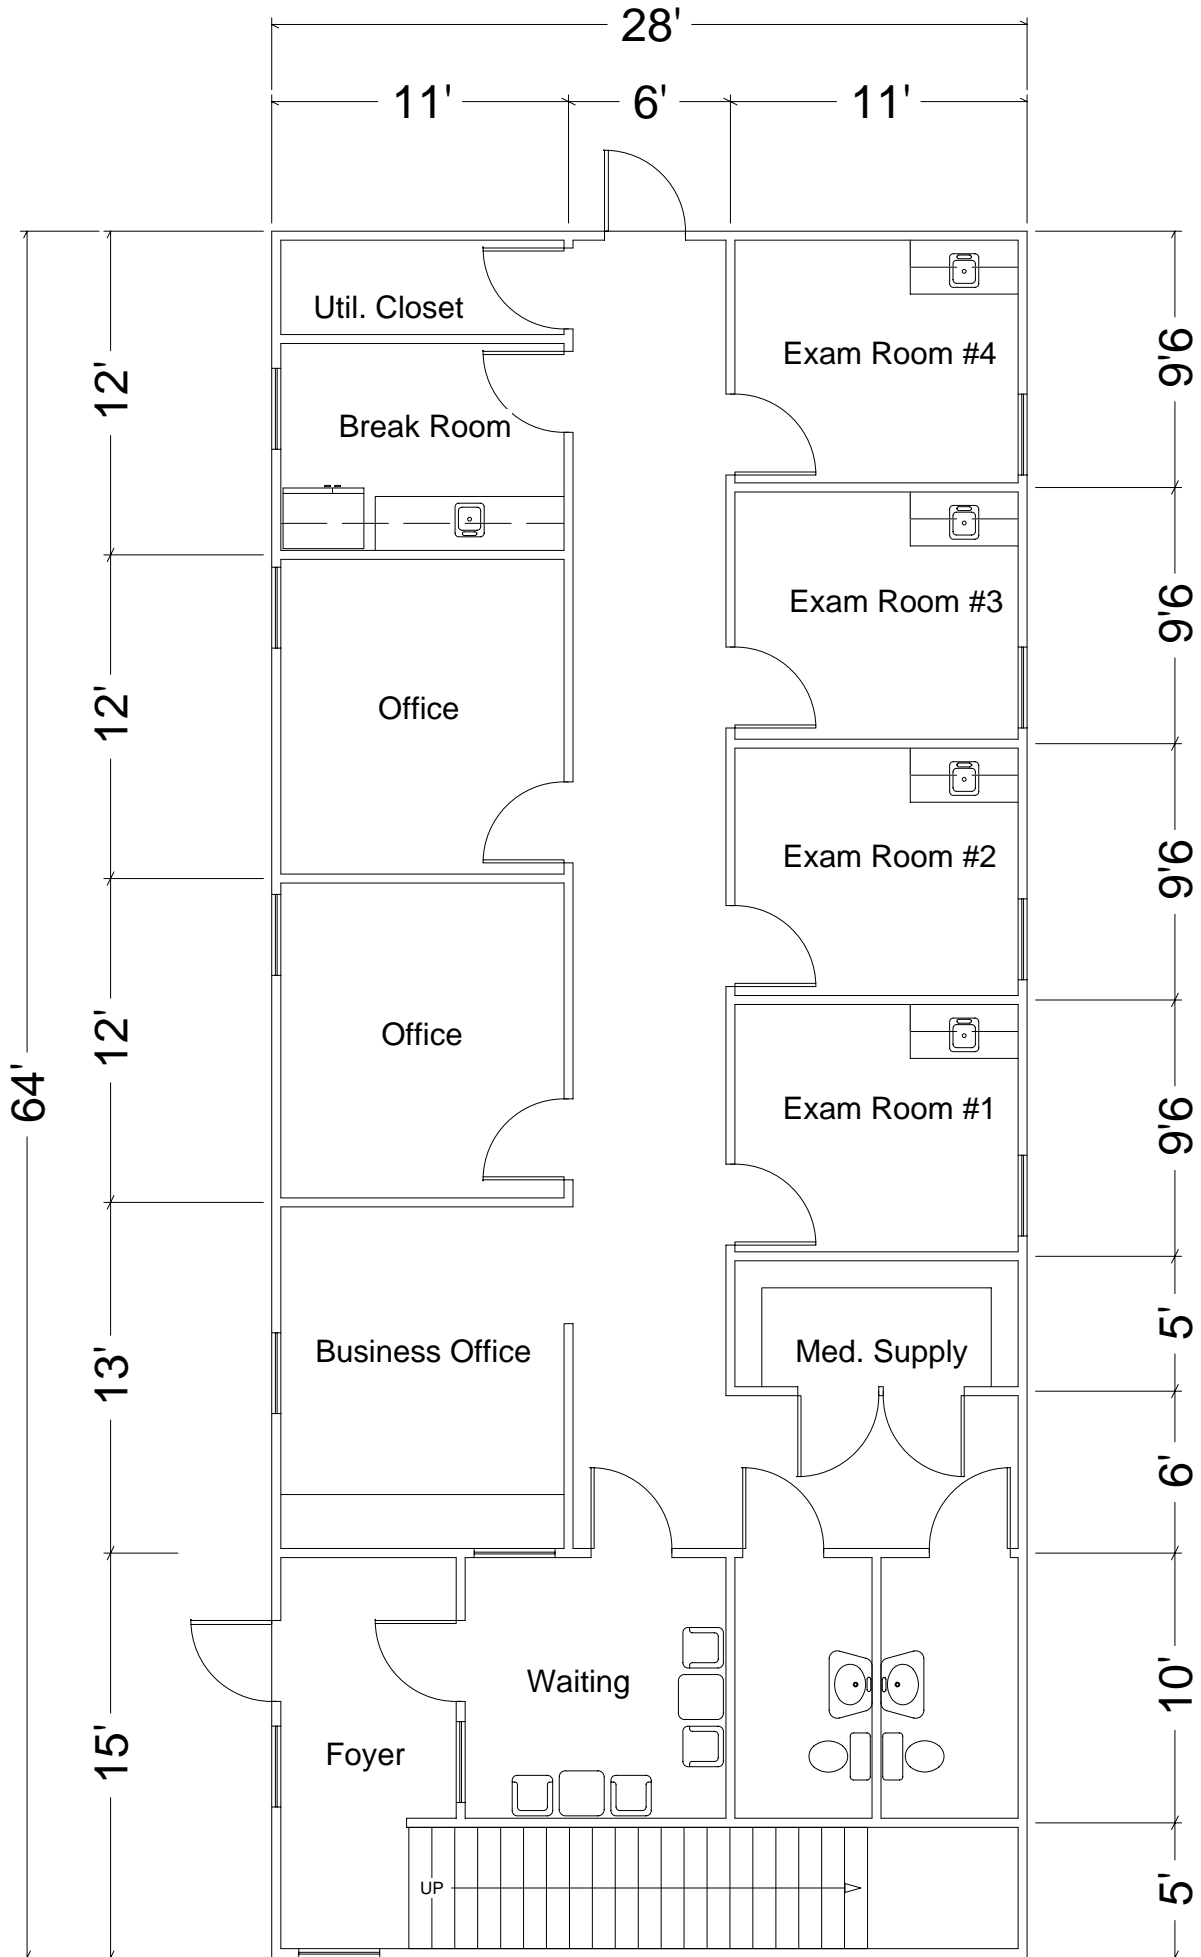 28'
11'
6'
11'
Util. Closet
Exam Room #4
12'
9'6
Break Room
Exam Room #3
9'6
Office
12'
Exam Room #2
9'6
Office
12'
64'
Exam Room #1
9'6
Business Office
13'
Med. Supply
5'
6'
Waiting
10'
Foyer
15'
UP
5'